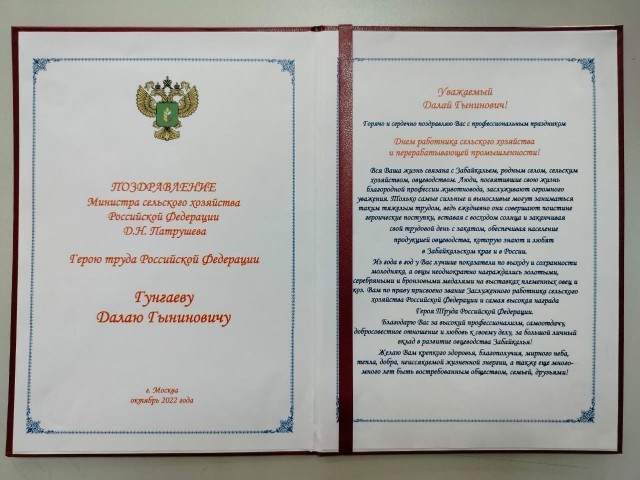 ПОЗДРАВЛЕНИЕ
Министра сельского хозяйства
Российской Федерации
Д.Н. Патрушева
Герою труда Российской Федерации
Гунгаеву
Далаю Гыниновичу
г. Москва
октябрь 2022 года
Уважаемый
Далай Гынинович!
Горячо и сердечно поздравляю Вас с профессиональным праздником
Днем работника сельского хозяйства
и перерабатывающей промышленности!
Вся Ваша жизнь связана с Забайкальем, родным селом, сельским
хозяйством, овцеводством. Люди, посвятившие свою жизнь
благородной профессии животновода, заслуживают огромного
уважения. Только самые сильные и выносливые могут заниматься
таким тяжелым трудом, ведь ежедневно они совершают поистине
героические поступки, вставая с восходом солнца и заканчивая
свой трудовой день с закатом, обеспечивая население
продукцией овцеводства, которую знают и любят
в Забайкальском крае и в России.
Из года в год у Вас лучшие показатели по выходу и сохранности
молодняка, а овцы неоднократно награждались золотыми,
серебряными и бронзовыми медалями на выставках племенных овец и
коз. Вам по праву присвоено звание Заслуженного работника сельского
хозяйства Российской Федерации и самая высокая награда
Героя Труда Российской Федерации.
Благодарю Вас за высокий профессионализм, самоотдачу,
добросовестное отношение и любовь к своему делу, за большой личный
вклад в развитие овцеводства Забайкалья!
Желаю Вам крепкого здоровья, благополучия, мирного неба,
тепла, добра, неиссякаемой жизненной энергии, а также еще много-
много лет быть востребованным обществом, семьей, друзьями!